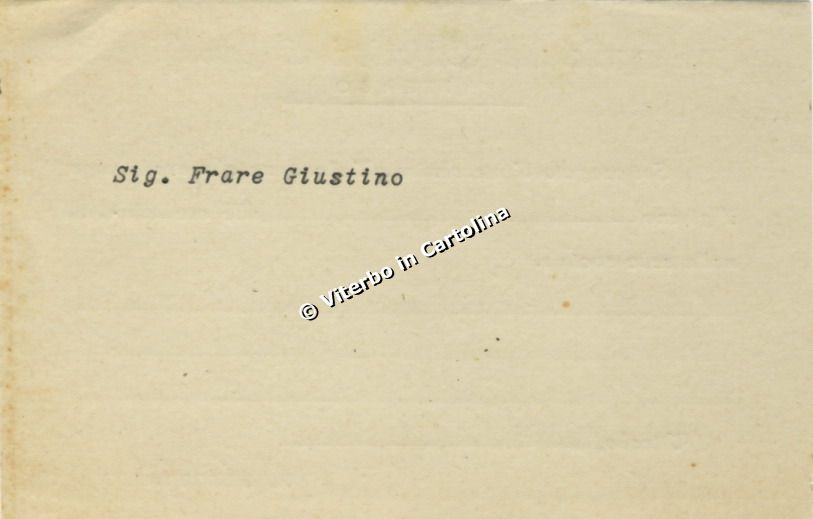 Sig. Frare Giustino
© Viterbo in Cartolina